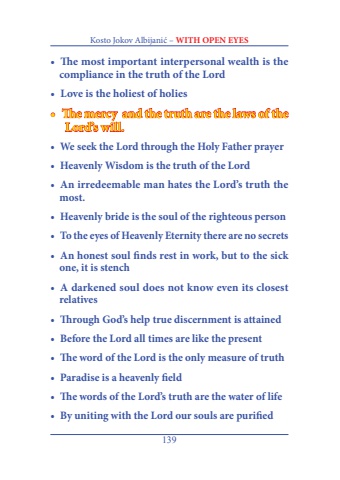 Kosto Jokov Albijanić – WITH OPEN EYES
• The most important interpersonal wealth is the
compliance in the truth of the Lord
• Love is the holiest of holies
• The mercy and the truth are the laws of the
Lord's will.
• We seek the Lord through the Holy Father prayer
• Heavenly Wisdom is the truth of the Lord
• An irredeemable man hates the Lord's truth the
most.
• Heavenly bride is the soul of the righteous person
• To the eyes of Heavenly Eternity there are no secrets
• An honest soul finds rest in work, but to the sick
one, it is stench
• A darkened soul does not know even its closest
relatives
• Through God's help true discernment is attained
• Before the Lord all times are like the present
• The word of the Lord is the only measure of truth
• Paradise is a heavenly field
• The words of the Lord's truth are the water of life
• By uniting with the Lord our souls are purified
139